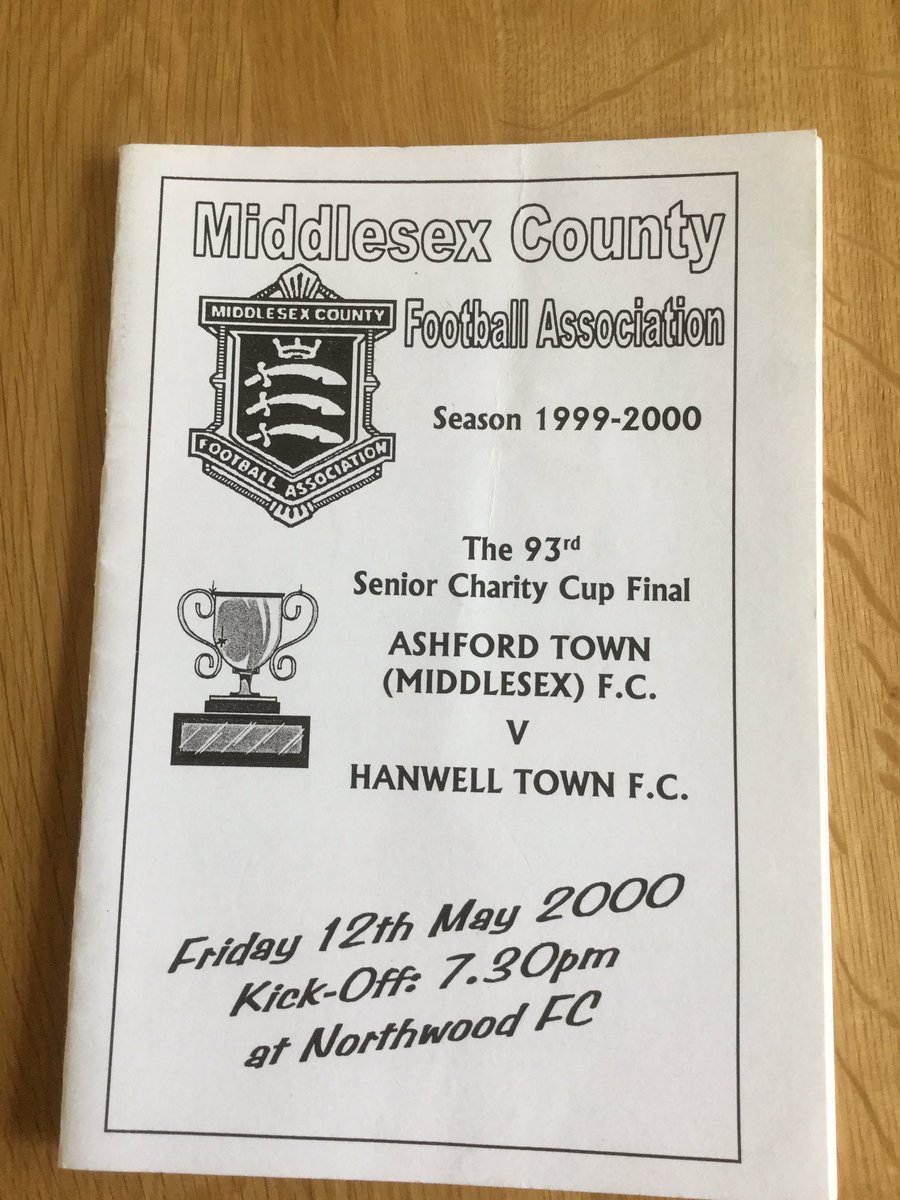 Middlesex County
MIDDLESEX COUNTY
Football Association
Season 1999-2000
FOOTBALL ASSOCIATION
The 93rd
Senior Charity Cup Final
ASHFORD TOWN
(MIDDLESEX) F.C.
V
HANWELL TOWN F.C.
Friday 12th May 2000
Kick-Off: 7.30pm
at Northwood FC